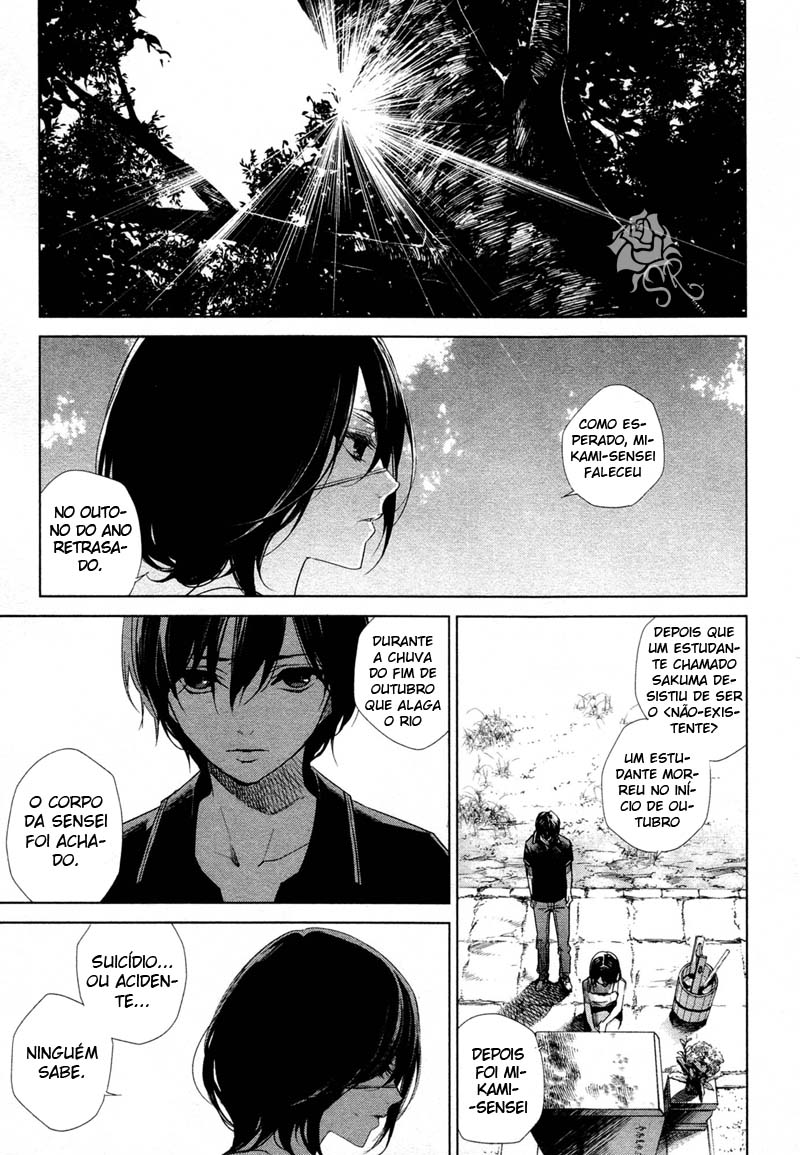 SR
COMO ES-
PERADO, MI-
KAMI-SENSEI
FALECEU
NO OUTO-
NO DO ANO
RETRASA-
DO.
DEPOIS QUE
UM ESTUDAN-
TE CHAMADO
SAKUMA DE-
SISTIU DE SER
O <NÃO-EXIS-
TENTE>
UM ESTU-
DANTE MOR-
REU NO INÍ-
CIO DE OU-
TUBRO
DEPOIS
FOI MI-
KAMI-
-SENSEI
DURANTE
A CHUVA
DO FIM DE
OUTUBRO
QUE ALAGA
O RIO
O CORPO
DA SENSEI
FOI ACHA-
DO.
SUICÍDIO...
OU ACIDEN-
TE...
NINGUÉM
SABE.